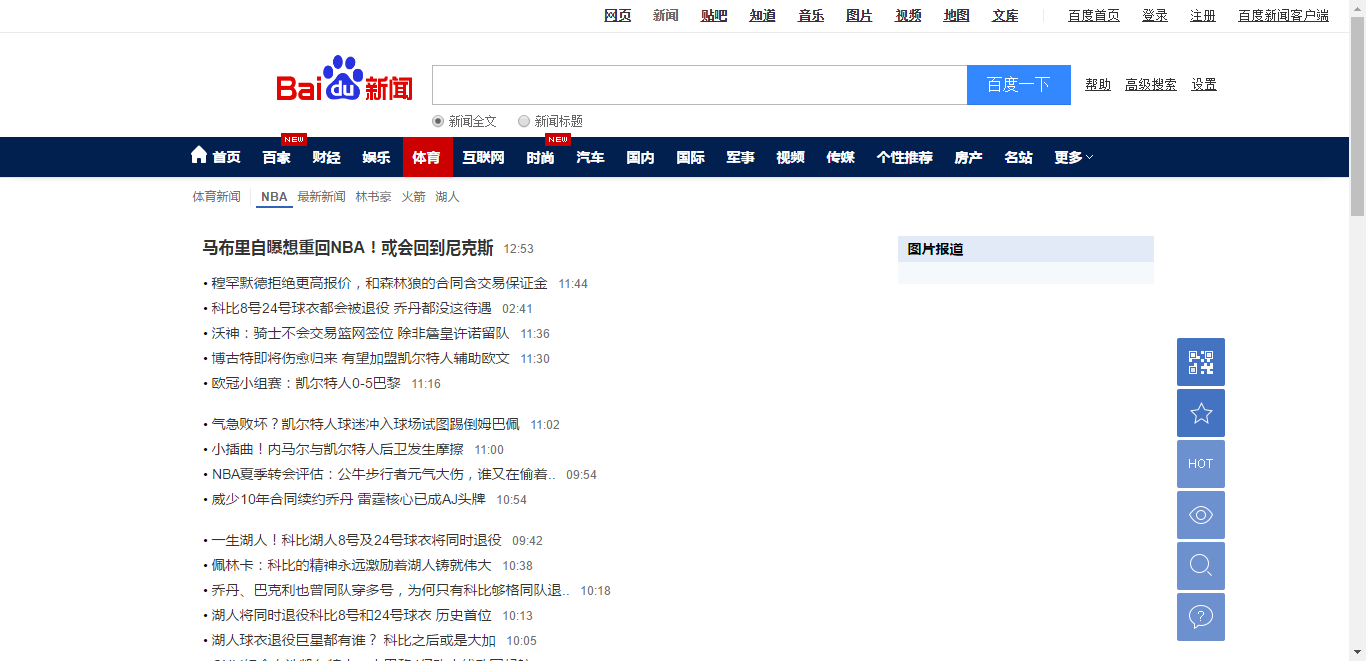 网页 新闻 贴吧 知道 音乐 图片 视频 地图 文库 百度首页 登录 注册 百度新闻客户端
Bai du 新闻 百度一下 帮助 高级搜索 设置
新闻全文 新闻标题
NEW NEW
首页 百家 财经 娱乐 体育 互联网 时尚 汽车 国内 国际 军事 视频 传媒 个性推荐 房产 名站 更多
体育新闻 NBA 最新新闻 林书豪 火箭 湖人
马布里自曝想重回NBA！或会回到尼克斯 12:53
图片报道
• 穆罕默德拒绝更高报价，和森林狼的合同含交易保证金 11:44
• 科比8号24号球衣都会被退役 乔丹都没这待遇 02:41
• 沃神：骑士不会交易篮网签位 除非詹皇许诺留队 11:36
• 博古特即将伤愈归来 有望加盟凯尔特人辅助欧文 11:30
• 欧冠小组赛：凯尔特人0-5巴黎 11:16
• 气急败坏？凯尔特人球迷冲入球场试图踢倒姆巴佩 11:02
• 小插曲！内马尔与凯尔特人后卫发生摩擦 11:00
• NBA夏季转会评估：公牛步行者元气大伤，谁又在偷着.. 09:54
• 威少10年合同续约乔丹 雷霆核心已成AJ头牌 10:54
• 一生湖人！科比湖人8号及24号球衣将同时退役 09:42
• 佩林卡：科比的精神永远激励着湖人铸就伟大 10:38
• 乔丹、巴克利也曾同队穿多号，为何只有科比够格同队退.. 10:18
• 湖人将同时退役科比8号和24号球衣 历史首位 10:13
• 湖人球衣退役巨星都有谁？ 科比之后或是大加 10:05
HOT